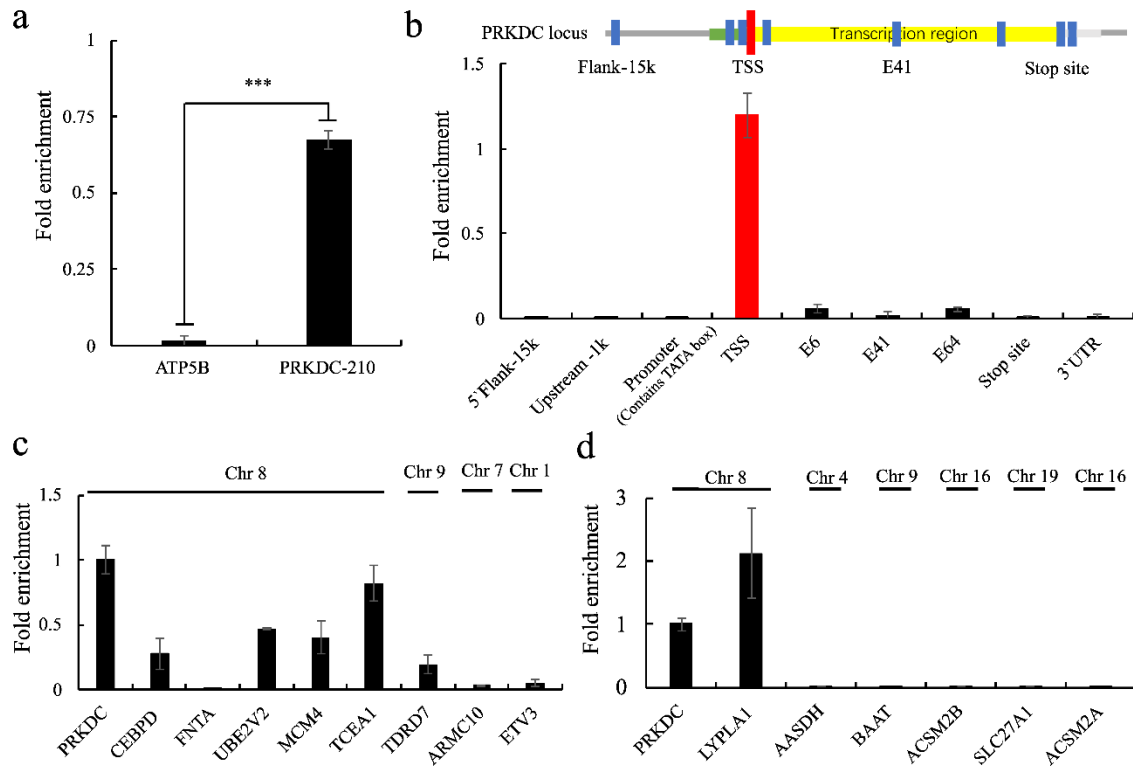 a
Fold enrichment
1
0.75
0.5
0.25
0
***
ATP5B PRKDC-210
b
PRKDC locus
Transcription region
Flank-15k TSS E41 Stop site
Fold enrichment
1.5
1
0.5
0
5`Flank-15k
Upstream -1k
Promoter
(Contains TATA box)
TSS
E6
E41
E64
Stop site
3`UTR
c
Chr 8 Chr 9 Chr 7 Chr 1
Fold enrichment
1.5
1
0.5
0
PRKDC
CEBPD
FNTA
UBE2V2
MCM4
TCEA1
TDRD7
ARMC10
ETV3
d
Chr 8 Chr 4 Chr 9 Chr 16 Chr 19 Chr 16
Fold enrichment
3
2
1
0
PRKDC
LYPLA1
AASDH
BAAT
ACSM2B
SLC27A1
ACSM2A